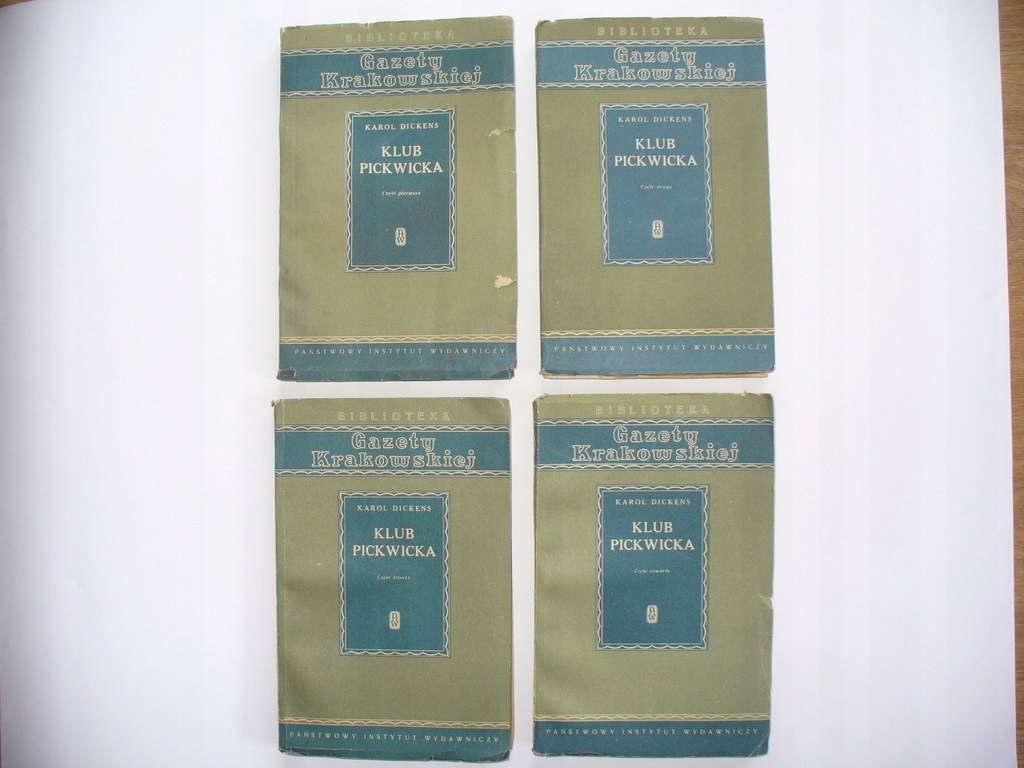 BIBLIOTEKA
Gazety
Krakowskiej
KAROL DICKENS
KLUB
PICKWICKA
Część pierwsza
PIW
PAŃSTWOWY INSTYTUT WYDAWNICZY
BIBLIOTEKA
Gazety
Krakowskiej
KAROL DICKENS
KLUB
PICKWICKA
Część druga
PIW
PAŃSTWOWY INSTYTUT WYDAWNICZY
BIBLIOTEKA
Gazety
Krakowskiej
KAROL DICKENS
KLUB
PICKWICKA
Część trzecia
PIW
PAŃSTWOWY INSTYTUT WYDAWNICZY
BIBLIOTEKA
Gazety
Krakowskiej
KAROL DICKENS
KLUB
PICKWICKA
Część czwarta
PIW
PAŃSTWOWY INSTYTUT WYDAWNICZY